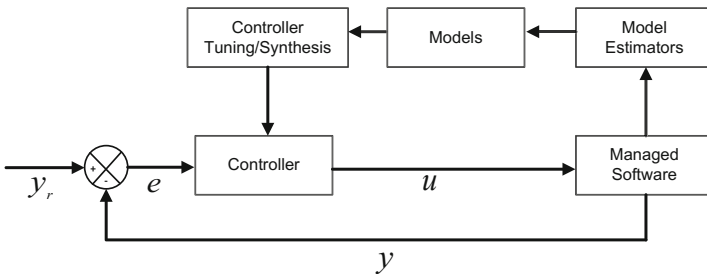 Controller
Tuning/Synthesis
Models
Model
Estimators
y_r
+
-
e
Controller
u
Managed
Software
y